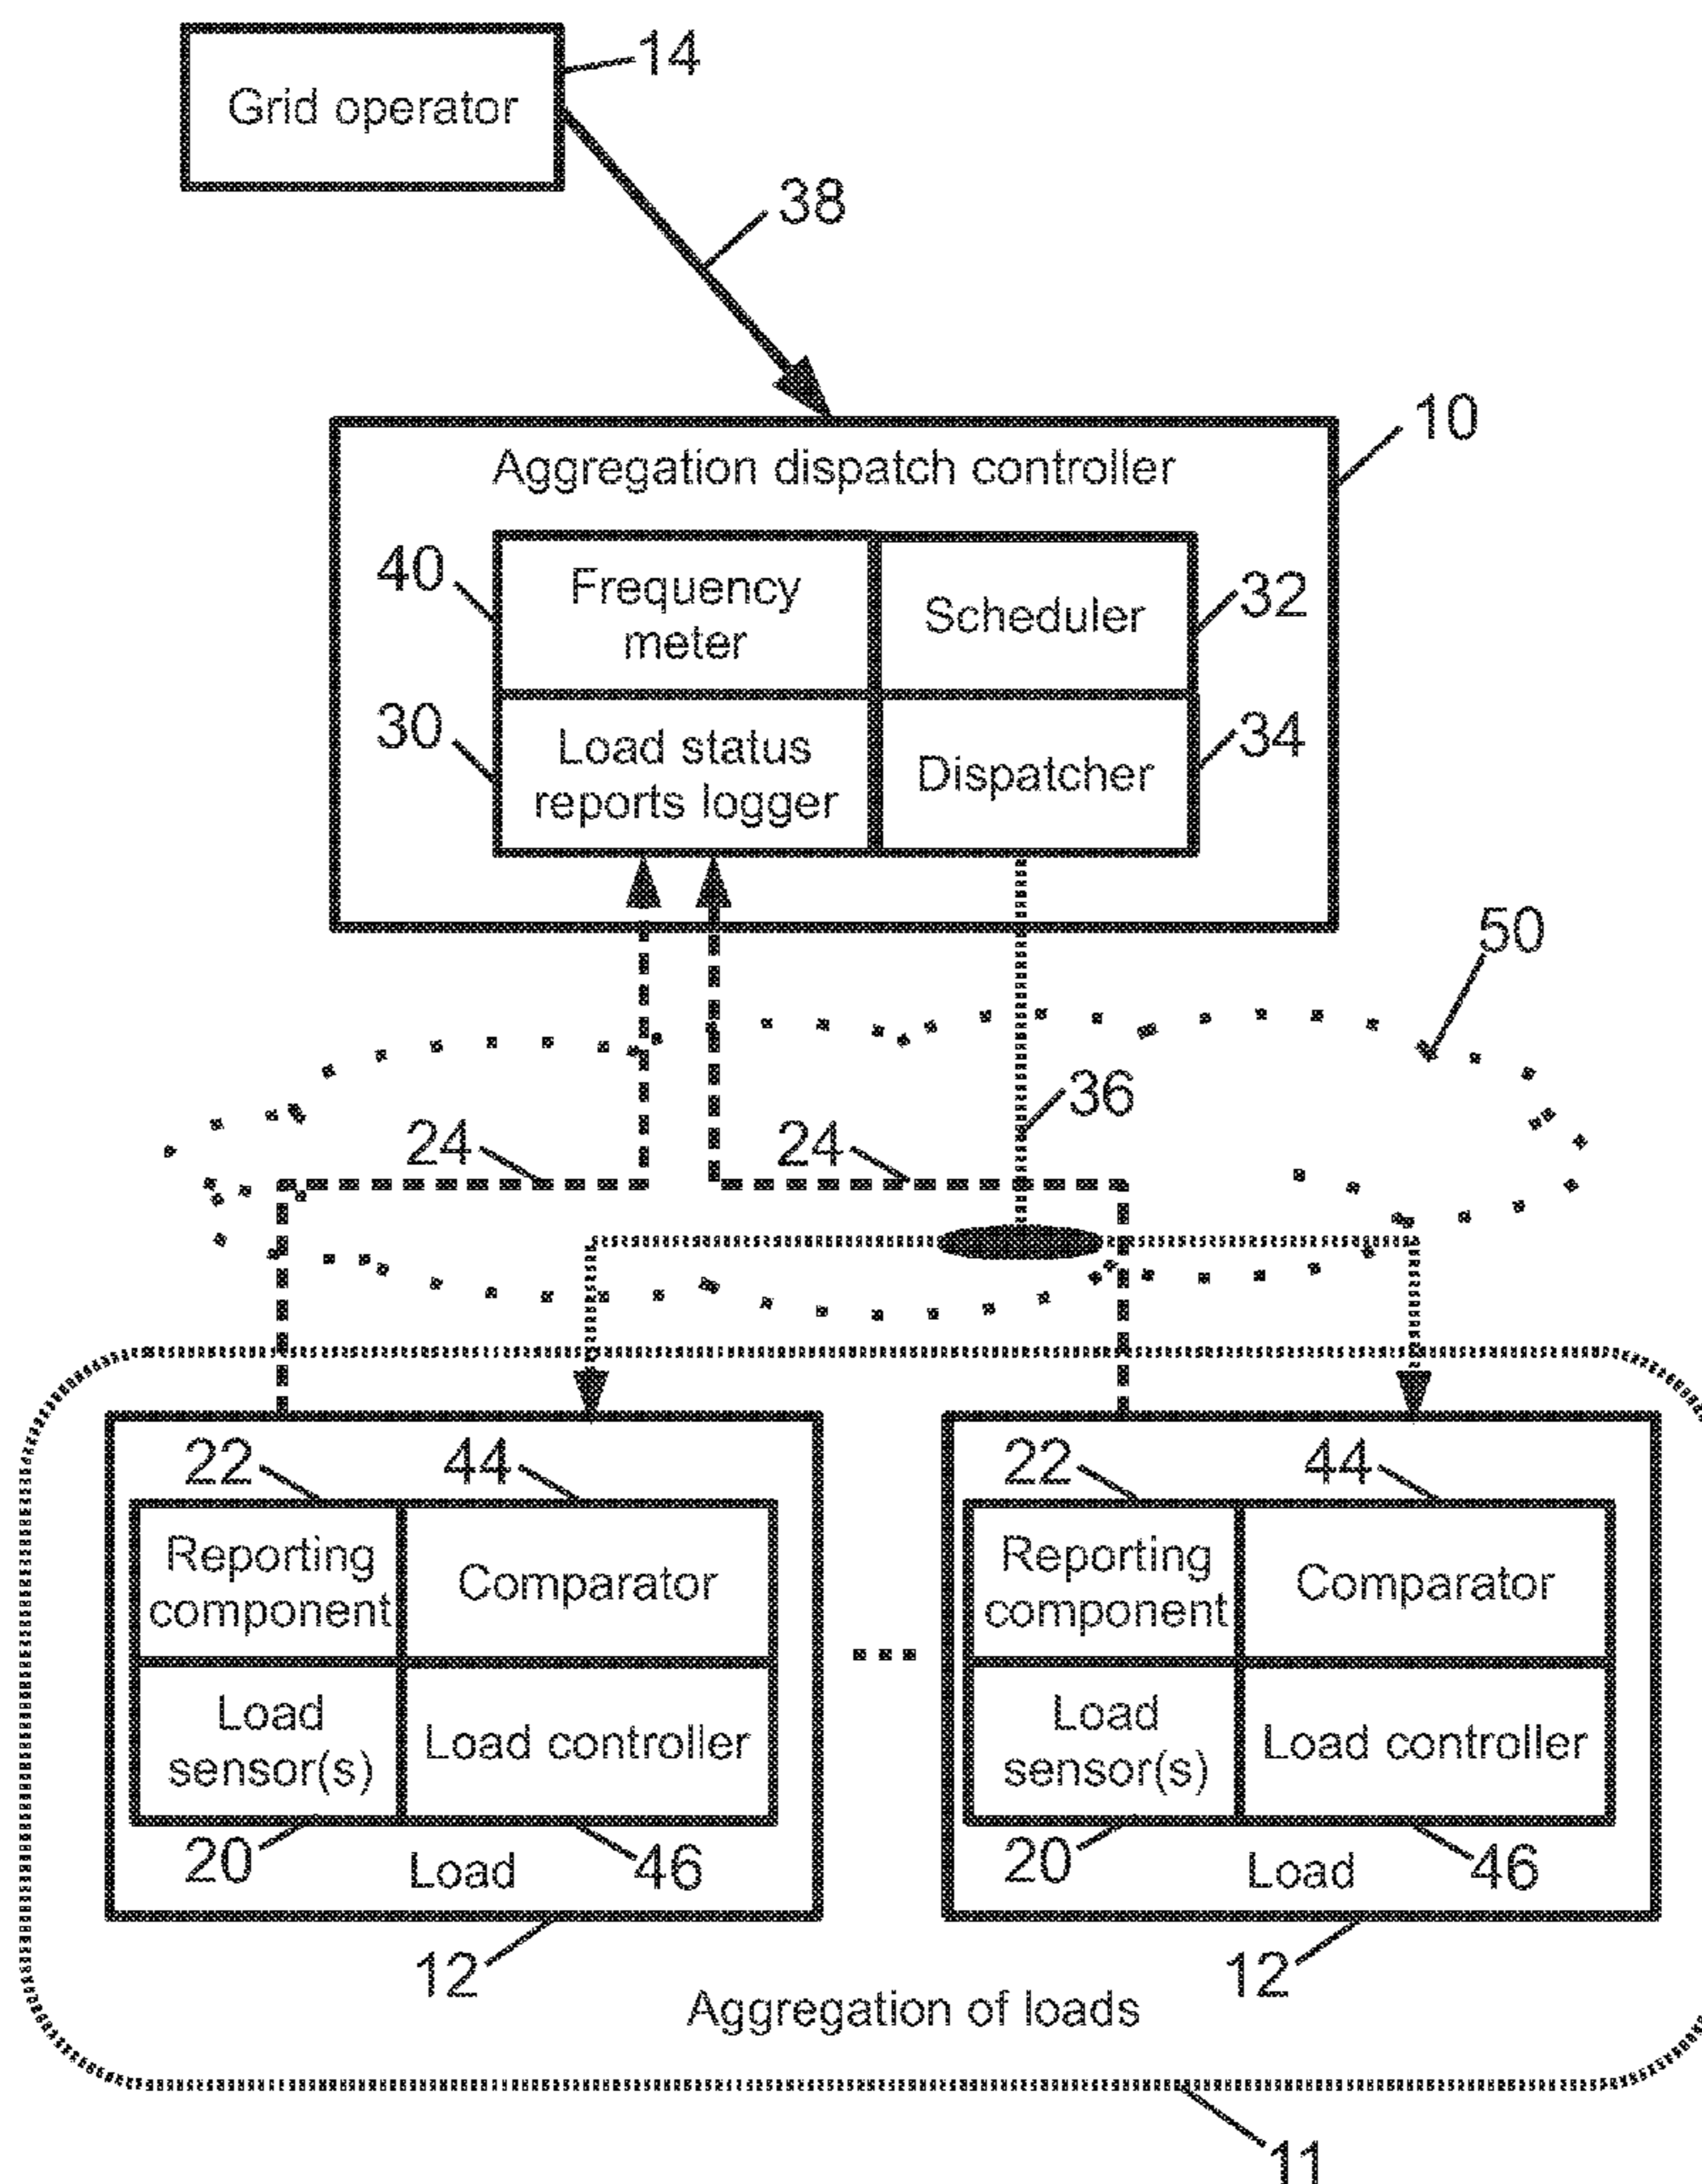 14
Grid operator
38
10
Aggregation dispatch controller
40
Frequency
meter
Scheduler
32
30
Load status
reports logger
Dispatcher
34
50
36
24
24
22
44
Reporting
component
Comparator
Load
sensor(s)
Load controller
20
Load
46
12
...
22
44
Reporting
component
Comparator
Load
sensor(s)
Load controller
20
Load
46
12
Aggregation of loads
11